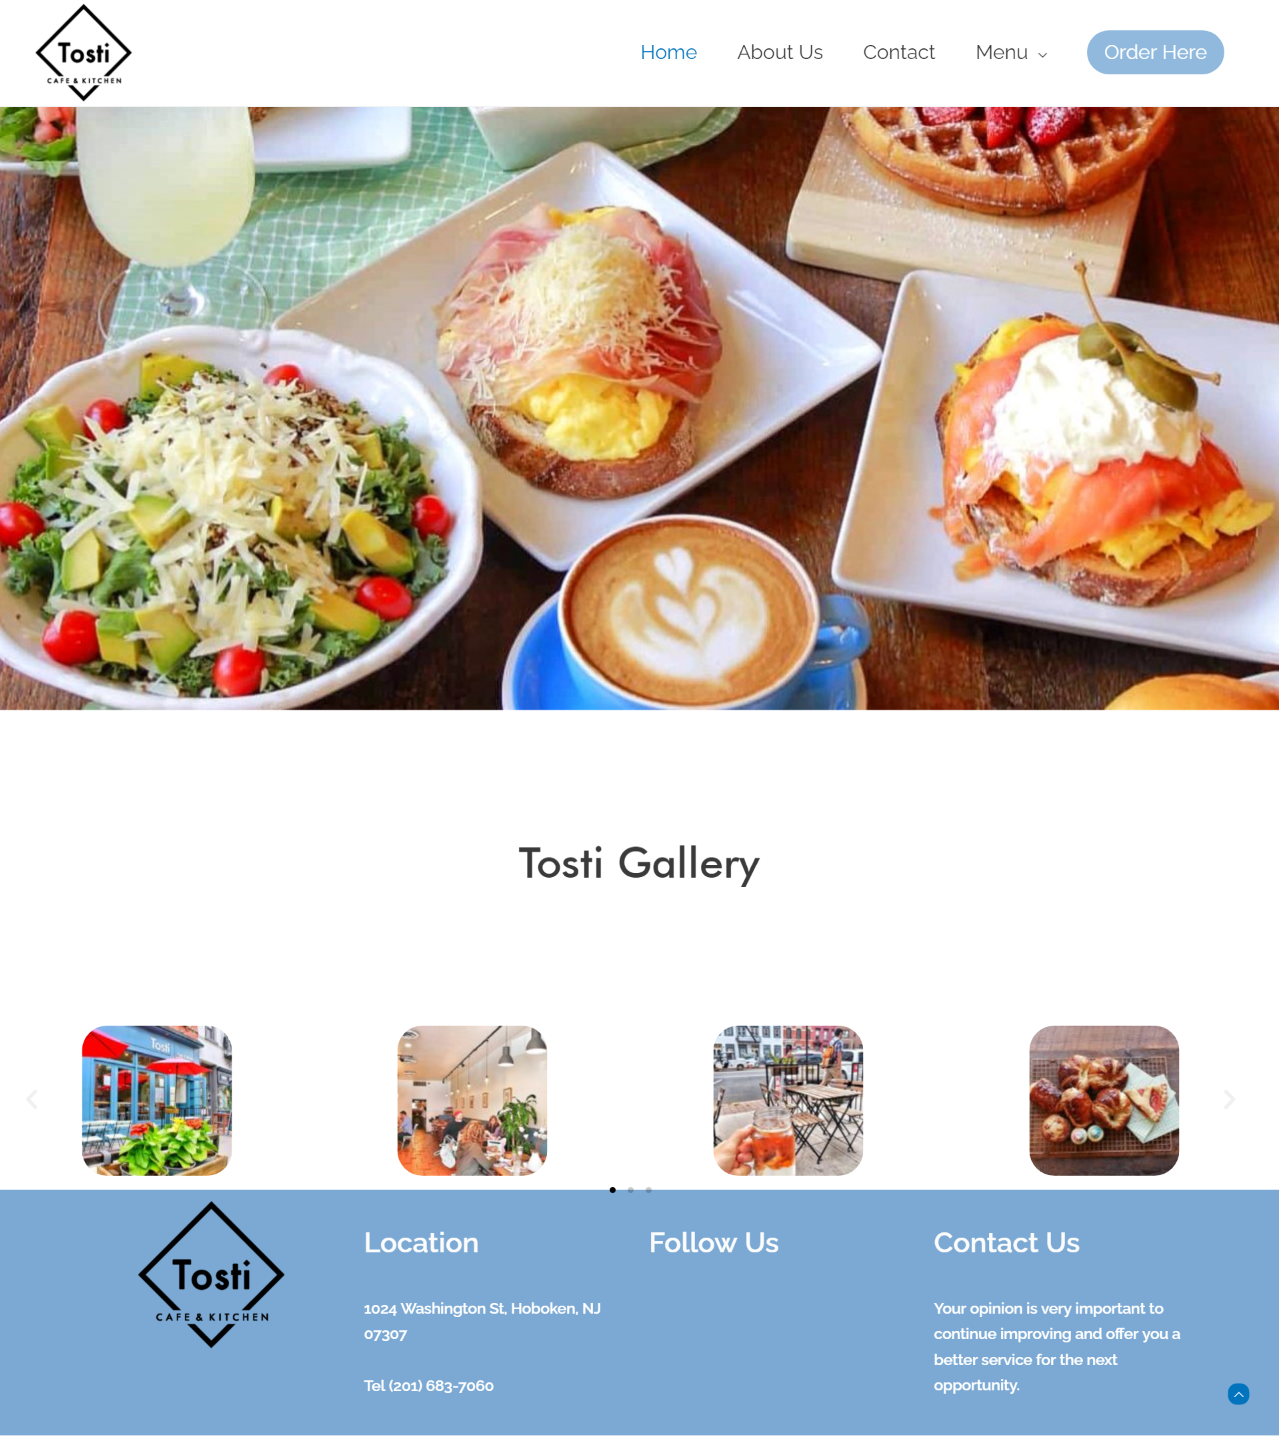 Tosti
CAFE & KITCHEN
Home
About Us
Contact
Menu
Order Here
Tosti Gallery
Tosti
Tosti
CAFE & KITCHEN
Location
1024 Washington St, Hoboken, NJ
07307
Tel (201) 683-7060
Follow Us
Contact Us
Your opinion is very important to
continue improving and offer you a
better service for the next
opportunity.